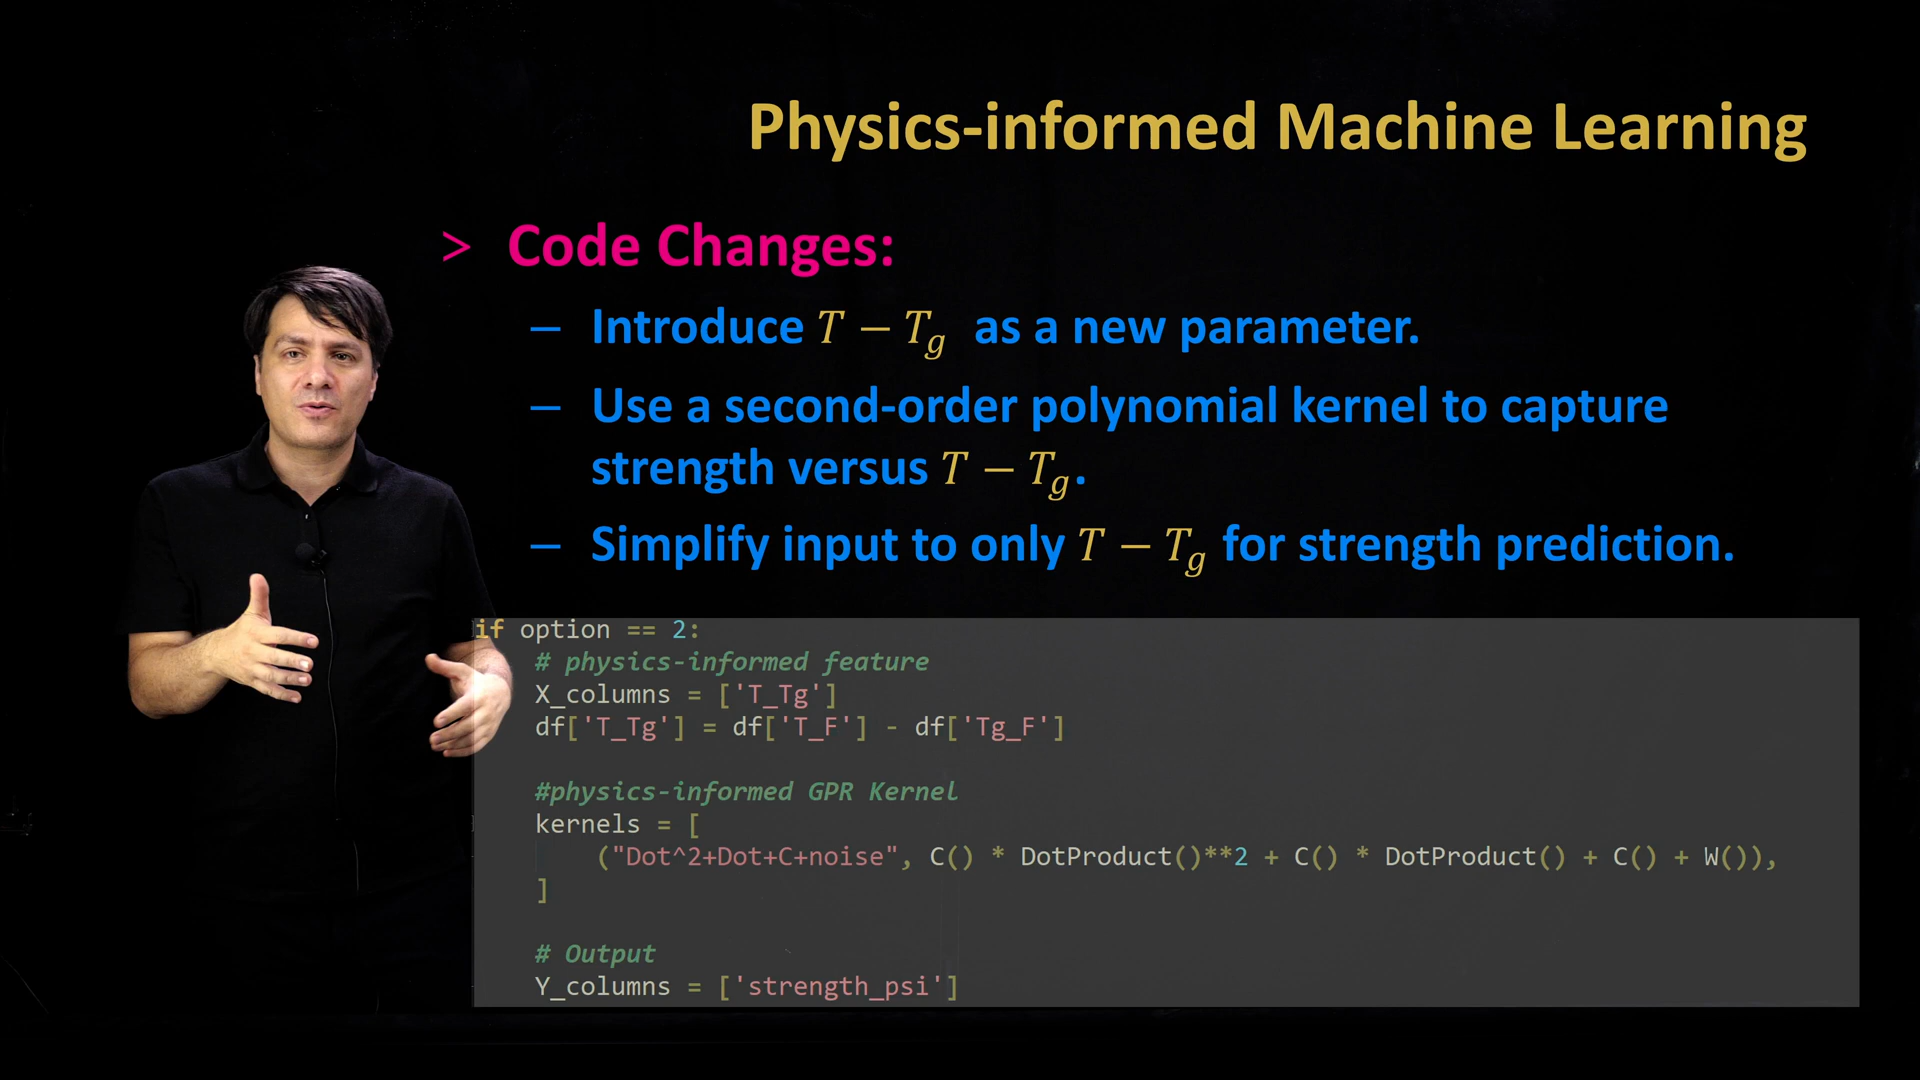 Physics-informed Machine Learning
> Code Changes:
– Introduce T − Tg as a new parameter.
– Use a second-order polynomial kernel to capture
strength versus T − Tg.
– Simplify input to only T − Tg for strength prediction.
if option == 2:
# physics-informed feature
X_columns = ['T_Tg']
df['T_Tg'] = df['T_F'] - df['Tg_F']
#physics-informed GPR Kernel
kernels = [
("Dot^2+Dot+C+noise", C() * DotProduct()**2 + C() * DotProduct() + C() + W()),
]
# Output
Y_columns = ['strength_psi']